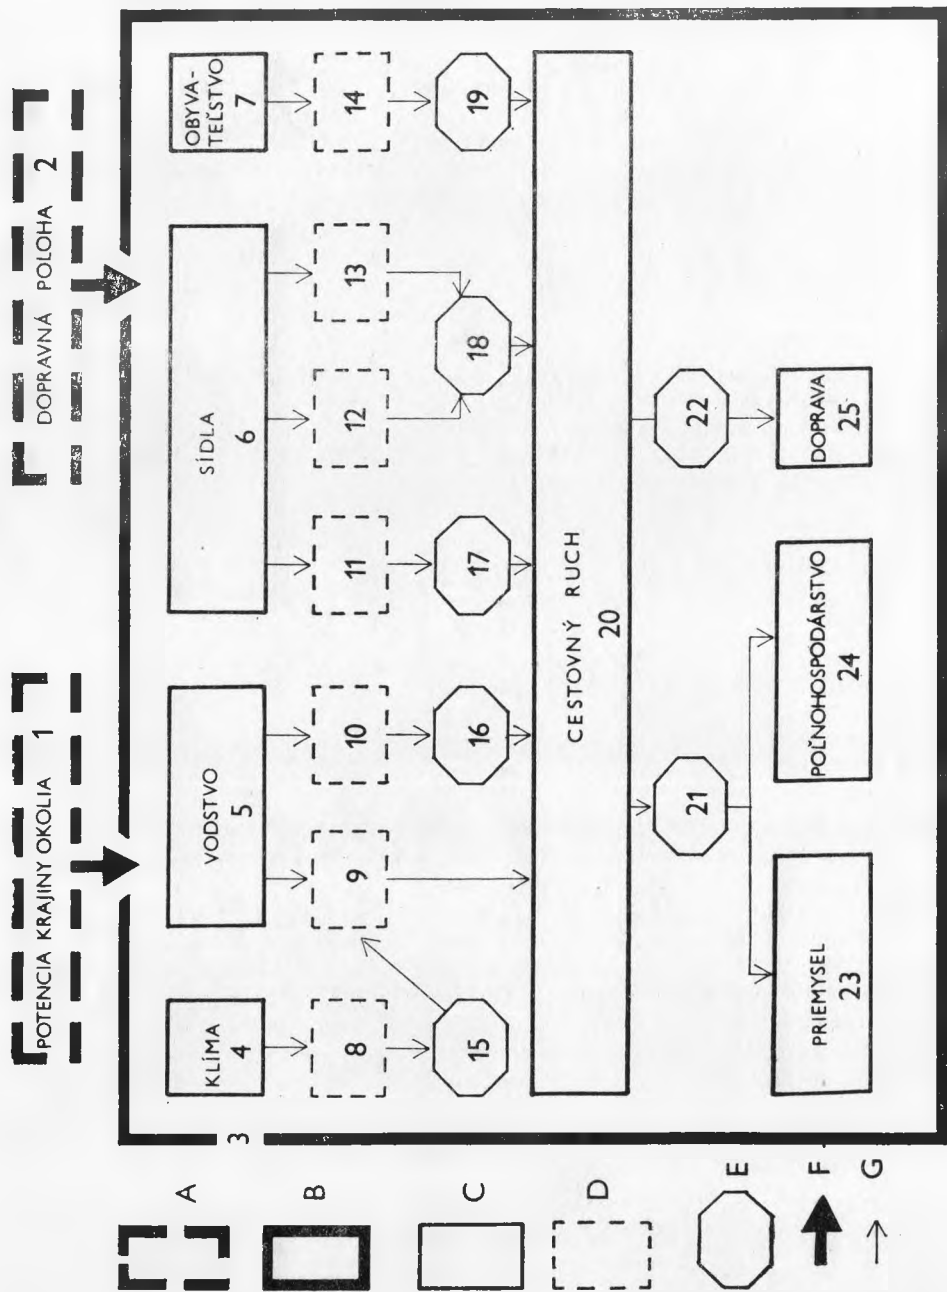 POTENCIA KRAJINY OKOLIA 1
DOPRAVNÁ POLOHA 2
3
KLÍMA
4
VODSTVO
5
SÍDLA
6
OBYVA-
TEĽSTVO
7
8
9
10
11
12
13
14
15
16
17
18
19
CESTOVNÝ RUCH
20
21
22
PRIEMYSEL
23
POĽNOHOSPODÁRSTVO
24
DOPRAVA
25
A
B
C
D
E
F
G